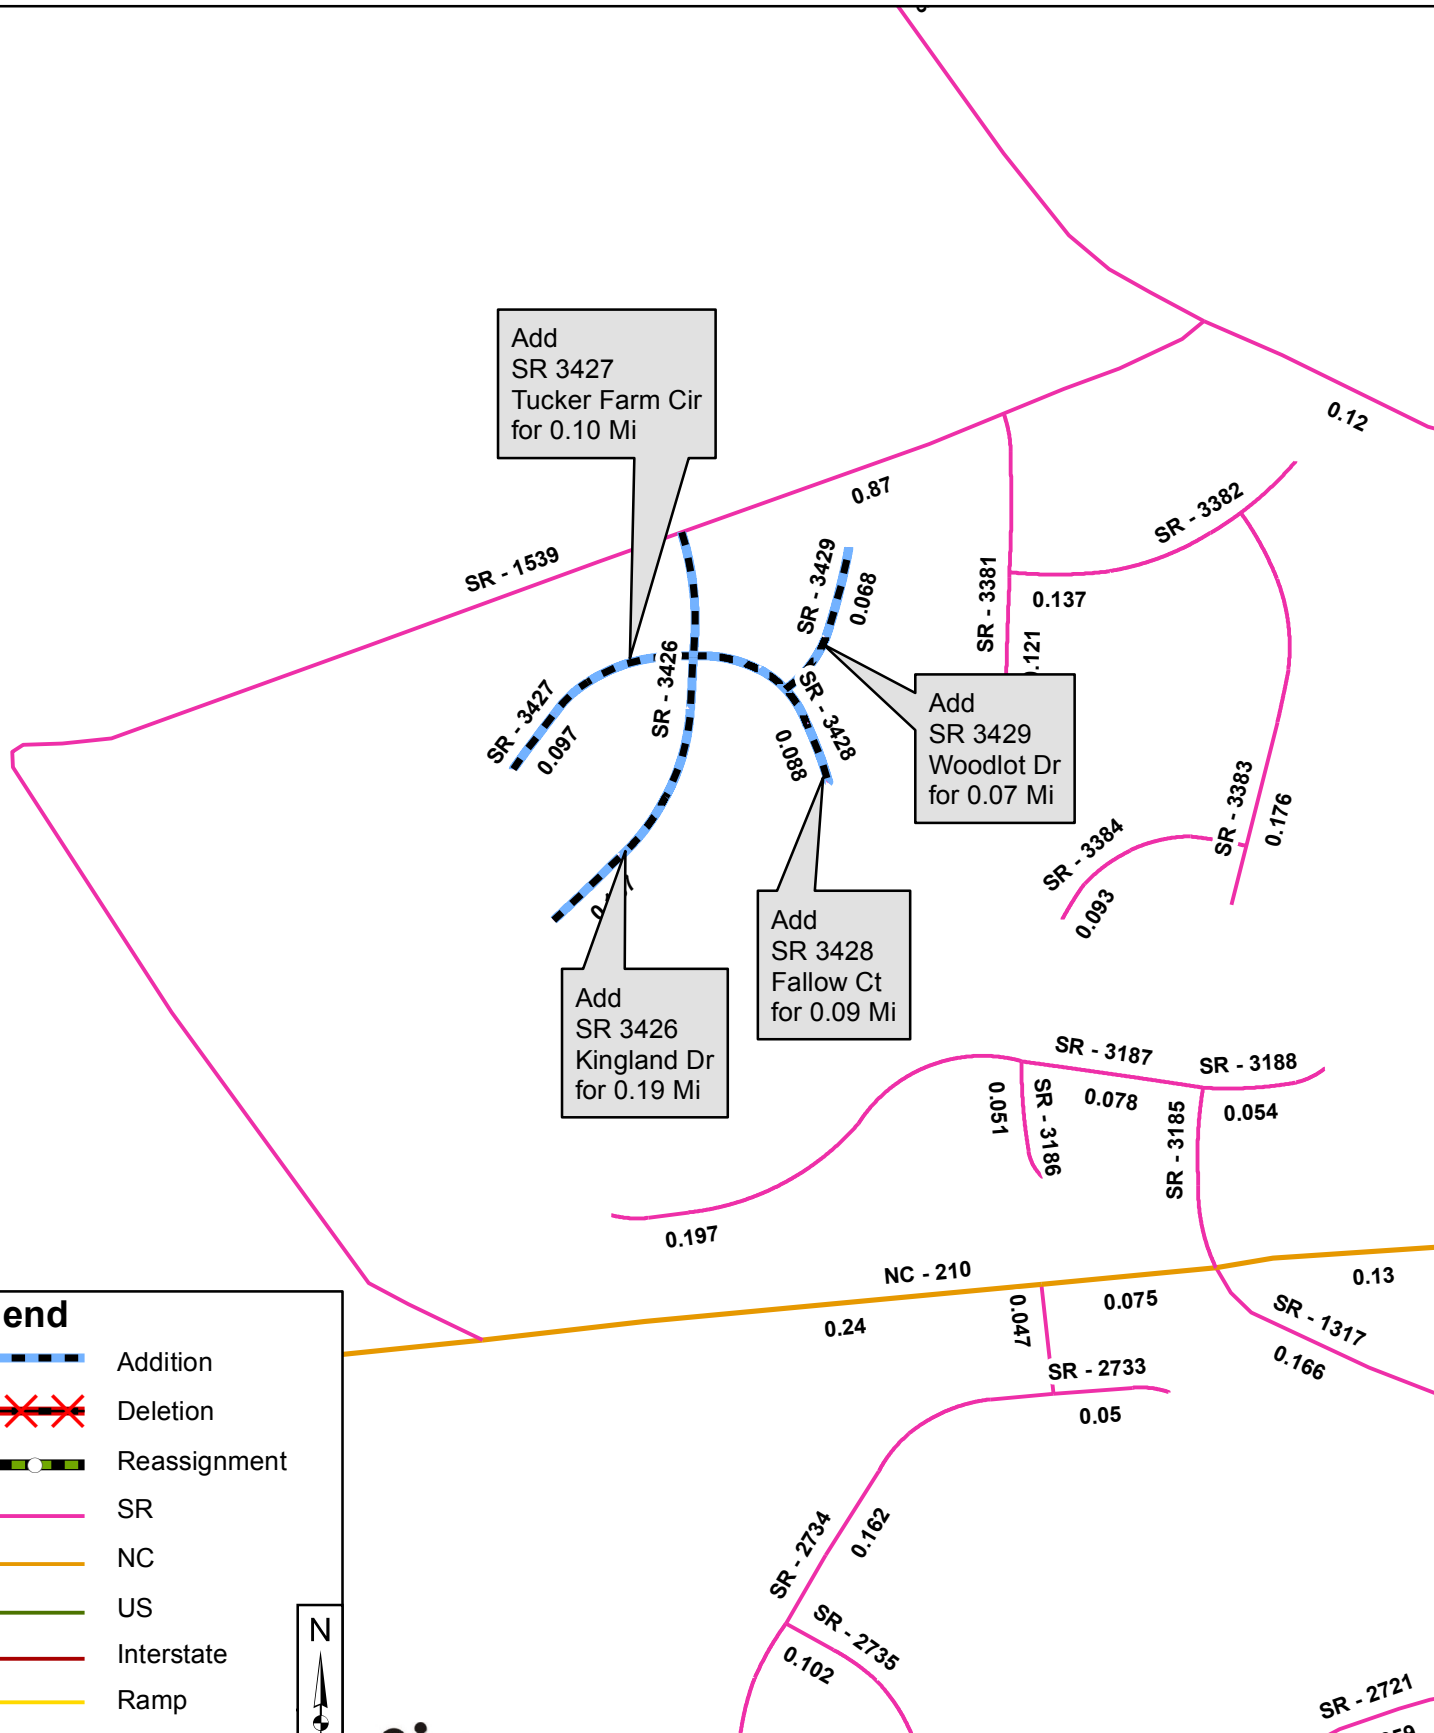 Add
SR 3427
Tucker Farm Cir
for 0.10 Mi
0.12
0.87
SR - 3382
SR - 1539
SR - 3429
0.068
SR - 3381
0.137
.121
SR - 3426
SR - 3427
0.097
SR - 3428
0.088
Add
SR 3429
Woodlot Dr
for 0.07 Mi
SR - 3383
0.176
SR - 3384
0.093
Add
SR 3428
Fallow Ct
for 0.09 Mi
Add
SR 3426
Kingland Dr
for 0.19 Mi
SR - 3187
SR - 3188
0.051
SR - 3186
0.078
SR - 3185
0.054
0.197
NC - 210
0.13
0.24
0.047
0.075
SR - 1317
0.166
SR - 2733
0.05
SR - 2734
0.162
SR - 2735
0.102
SR - 2721
end
Addition
Deletion
Reassignment
SR
NC
US
Interstate
Ramp
N